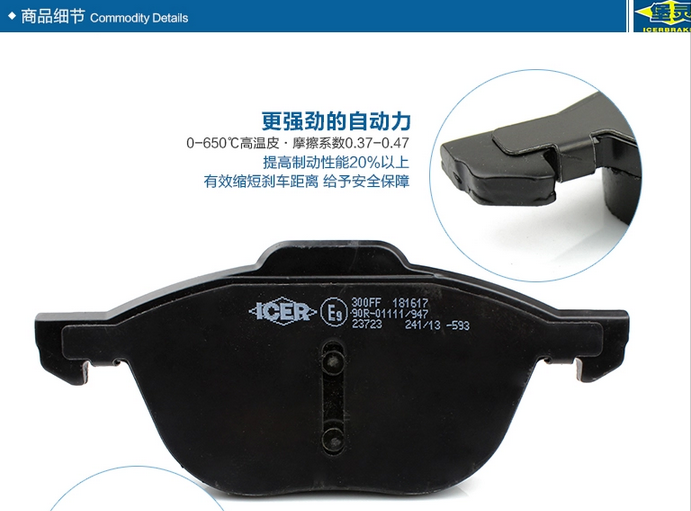 商品细节 Commodity Details
堡灵
ICERBRAKE
更强劲的自动力
0-650℃高温皮·摩擦系数0.37-0.47
提高制动性能20%以上
有效缩短刹车距离 给予安全保障
ICER E9 300FF 181617
90R-01111/947
23723 241/13 -593